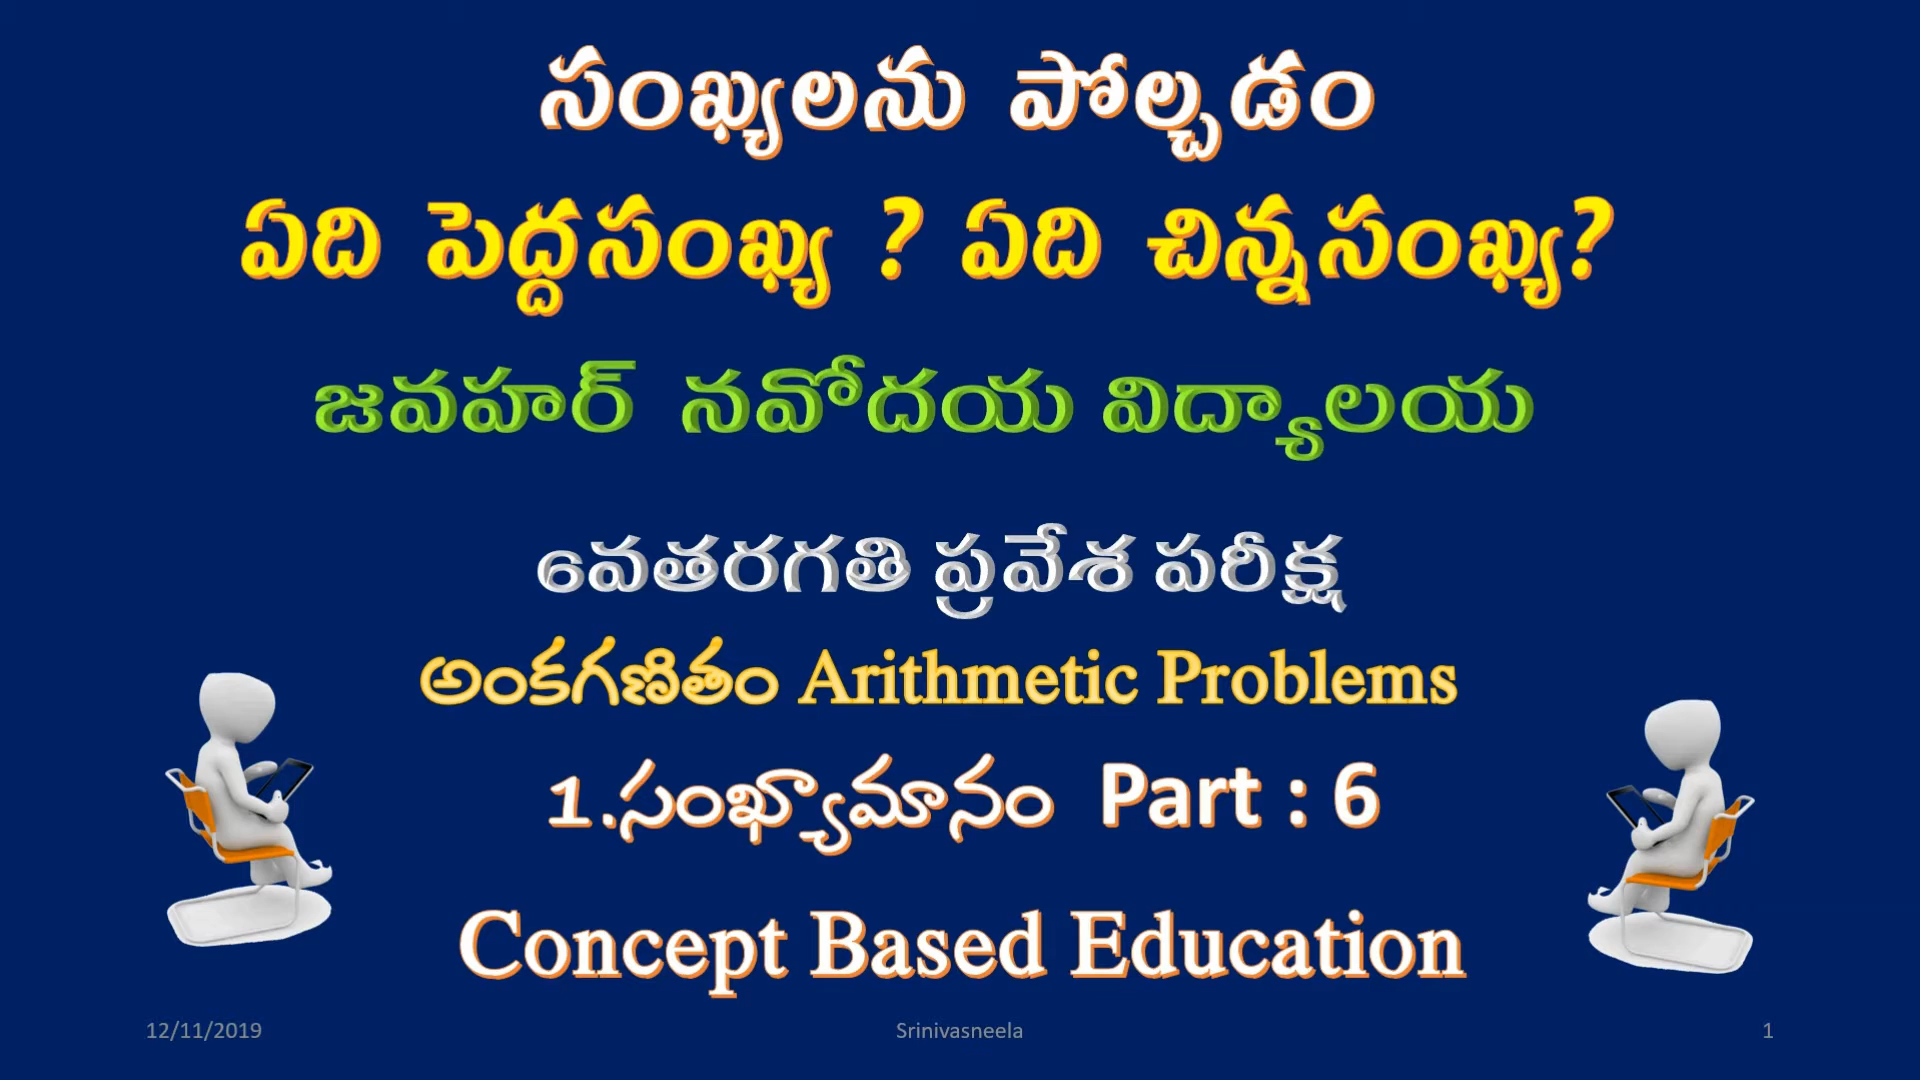 సంఖ్యలను పోల్చడం
ఏది పెద్దసంఖ్య ? ఏది చిన్నసంఖ్య?
జవహర్ నవోదయ విద్యాలయ
6వతరగతి ప్రవేశ పరీక్ష
అంకగణితం Arithmetic Problems
1.సంఖ్యామానం Part : 6
Concept Based Education
12/11/2019 Srinivasneela 1